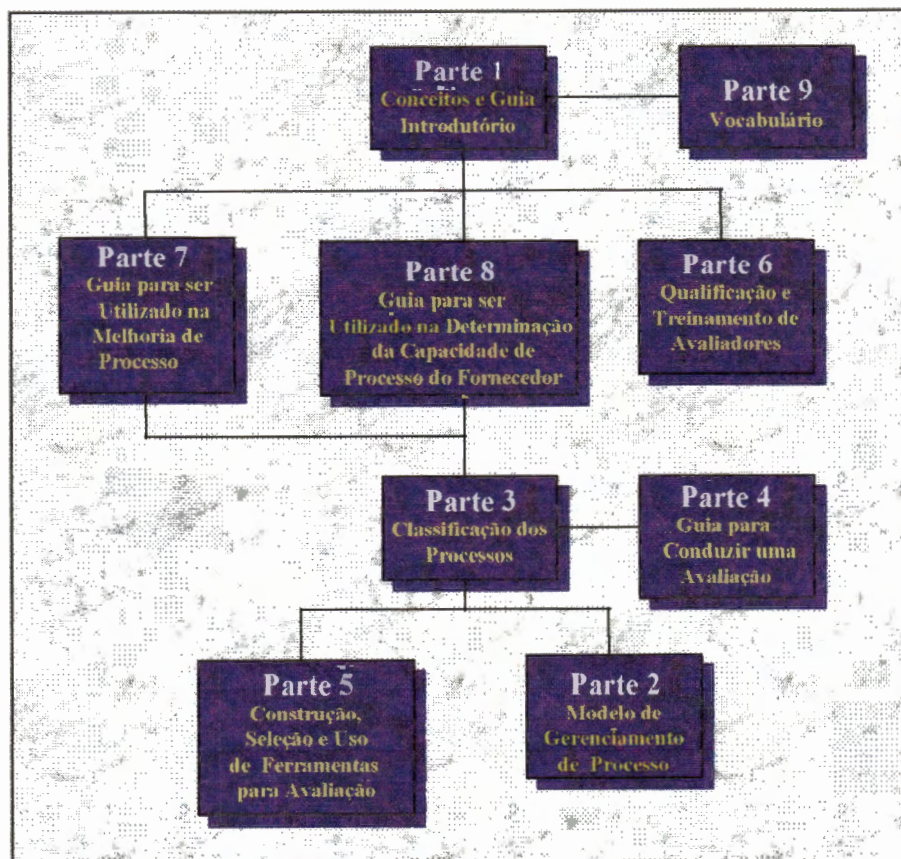 Parte 1
Conceitos e Guia
Introdutório
Parte 9
Vocabulário
Parte 7
Guia para ser
Utilizado na
Melhoria de
Processo
Parte 8
Guia para ser
Utilizado na Determinação
da Capacidade de
Processo do Fornecedor
Parte 6
Qualificação e
Treinamento de
Avaliadores
Parte 3
Classificação dos
Processos
Parte 4
Guia para
Conduzir uma
Avaliação
Parte 5
Construção,
Seleção e Uso
de Ferramentas
para Avaliação
Parte 2
Modelo de
Gerenciamento
de Processo